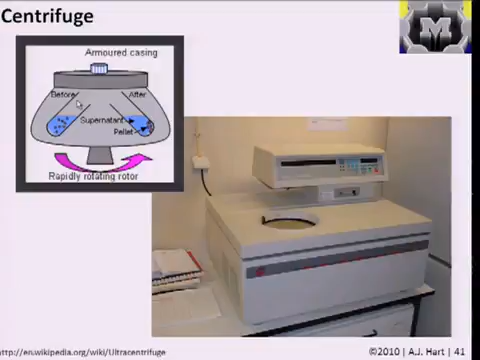 Centrifuge
M
Armoured casing
Before
After
Supernatant
Pellet
Rapidly rotating rotor
http://en.wikipedia.org/wiki/Ultracentrifuge
©2010 | A.J. Hart | 41